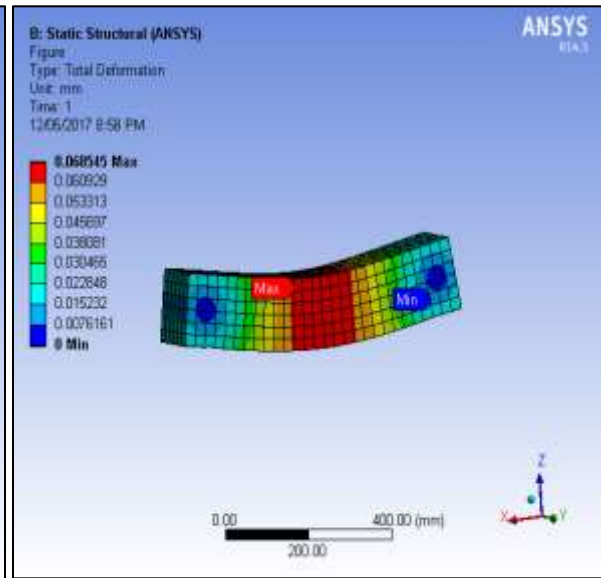 B: Static Structural (ANSYS)
Figure
Type: Total Deformation
Unit: mm
Time: 1
12/06/2017 8:58 PM
ANSYS
R14.5
0.068545 Max
0.060929
0.053313
0.045697
0.038081
0.030465
0.022848
0.015232
0.0076161
0 Min
Max
Min
0.00
400.00 (mm)
200.00
Z
X
Y